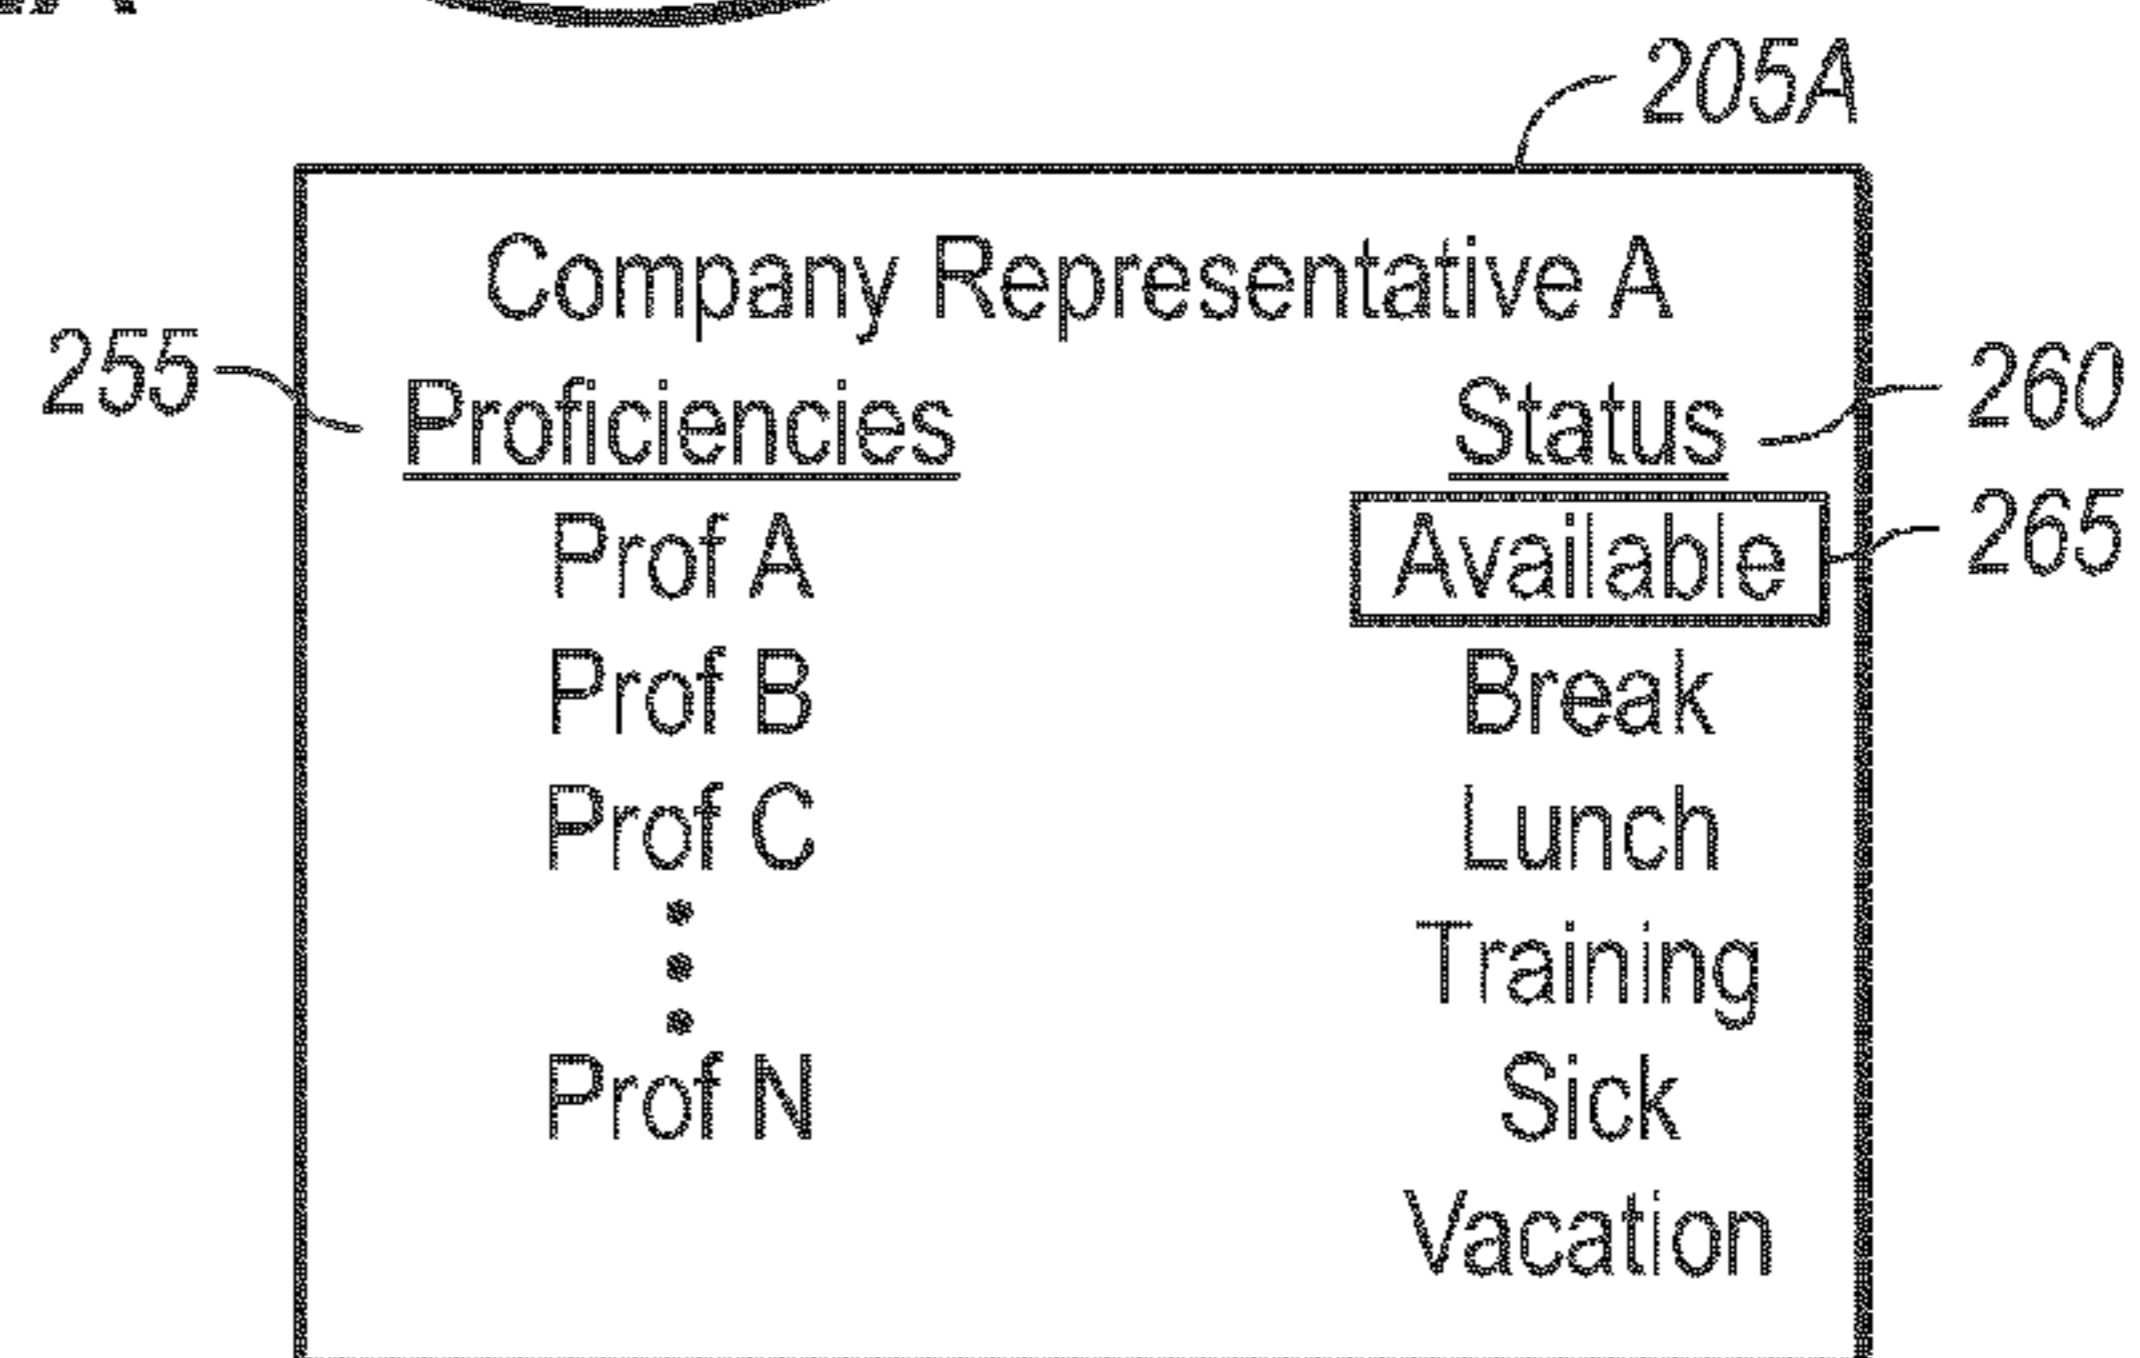 205A
Company Representative A
255
Proficiencies
Status
260
Prof A
Available
265
Prof B
Break
Prof C
Lunch
Training
Prof N
Sick
Vacation